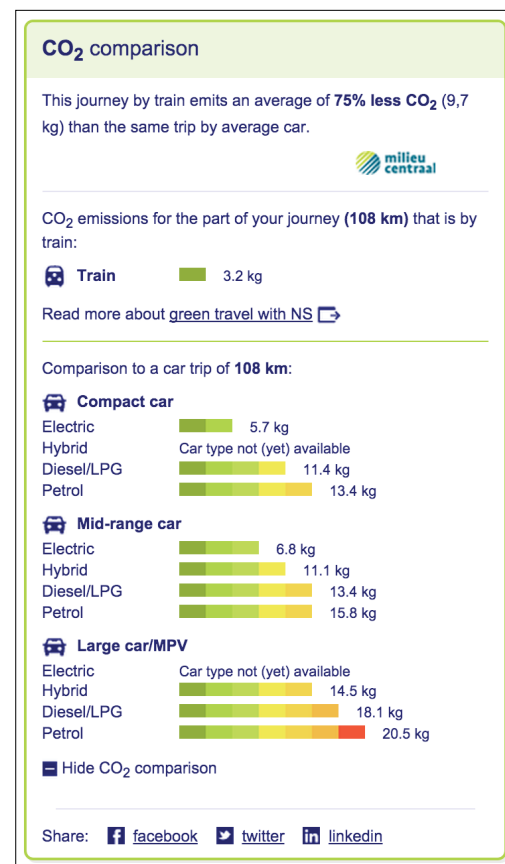 CO2 comparison
This journey by train emits an average of 75% less CO2 (9,7
kg) than the same trip by average car.
milieu
centraal
CO2 emissions for the part of your journey (108 km) that is by
train:
Train 3.2 kg
Read more about green travel with NS
Comparison to a car trip of 108 km:
Compact car
Electric 5.7 kg
Hybrid Car type not (yet) available
Diesel/LPG 11.4 kg
Petrol 13.4 kg
Mid-range car
Electric 6.8 kg
Hybrid 11.1 kg
Diesel/LPG 13.4 kg
Petrol 15.8 kg
Large car/MPV
Electric Car type not (yet) available
Hybrid 14.5 kg
Diesel/LPG 18.1 kg
Petrol 20.5 kg
Hide CO2 comparison
Share: facebook twitter linkedin